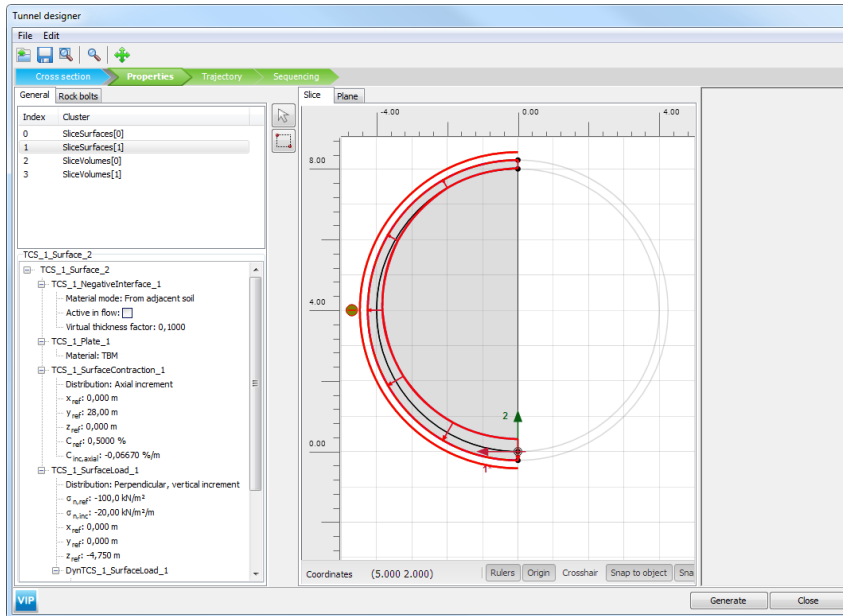 Tunnel designer
File Edit
Cross section Properties Trajectory Sequencing
General Rock bolts
Index Cluster
0 SliceSurfaces[0]
1 SliceSurfaces[1]
2 SliceVolumes[0]
3 SliceVolumes[1]
TCS_1_Surface_2
TCS_1_Surface_2
TCS_1_NegativeInterface_1
Material mode: From adjacent soil
Active in flow:
Virtual thickness factor: 0,1000
TCS_1_Plate_1
Material: TBM
TCS_1_SurfaceContraction_1
Distribution: Axial increment
xref: 0,000 m
yref: 28,00 m
zref: 0,000 m
Cref: 0,5000 %
Cinc,axial: -0,06670 %/m
TCS_1_SurfaceLoad_1
Distribution: Perpendicular, vertical increment
σn,ref: -100,0 kN/m²
σn,inc: -20,00 kN/m²/m
xref: 0,000 m
yref: 0,000 m
zref: -4,750 m
DynTCS_1_SurfaceLoad_1
Slice Plane
-4.00 0.00 4.00
8.00
4.00
0.00
2
1
Coordinates (5.000 2.000) Rulers Origin Crosshair Snap to object Sna
VIP Generate Close